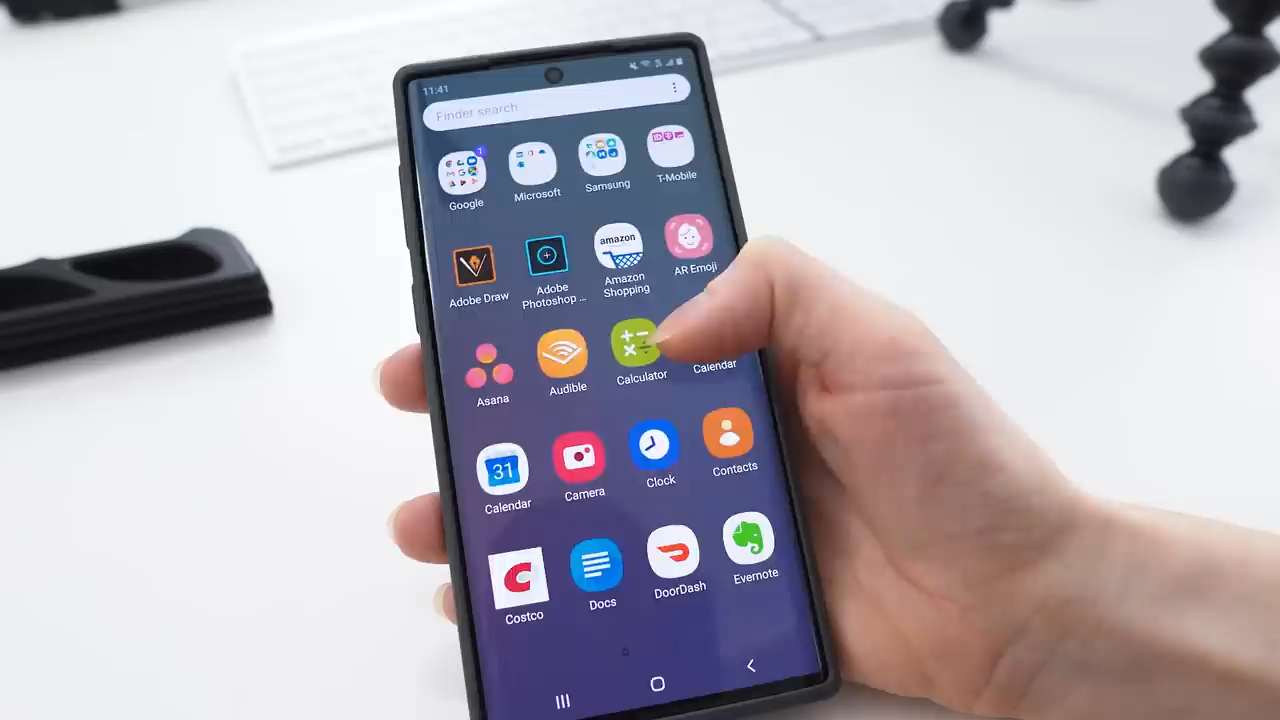 11:41
Finder search
1
Google
Microsoft
Samsung
T-Mobile
amazon
Adobe Draw
Adobe
Photoshop ...
Amazon
Shopping
AR Emoji
Asana
Audible
Calculator
Calendar
31
Calendar
Camera
Clock
Contacts
Costco
Docs
DoorDash
Evernote